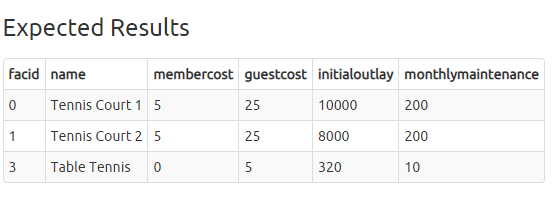 Expected Results
facid name membercost guestcost initialoutlay monthlymaintenance
0 Tennis Court 1 5 25 10000 200
1 Tennis Court 2 5 25 8000 200
3 Table Tennis 0 5 320 10